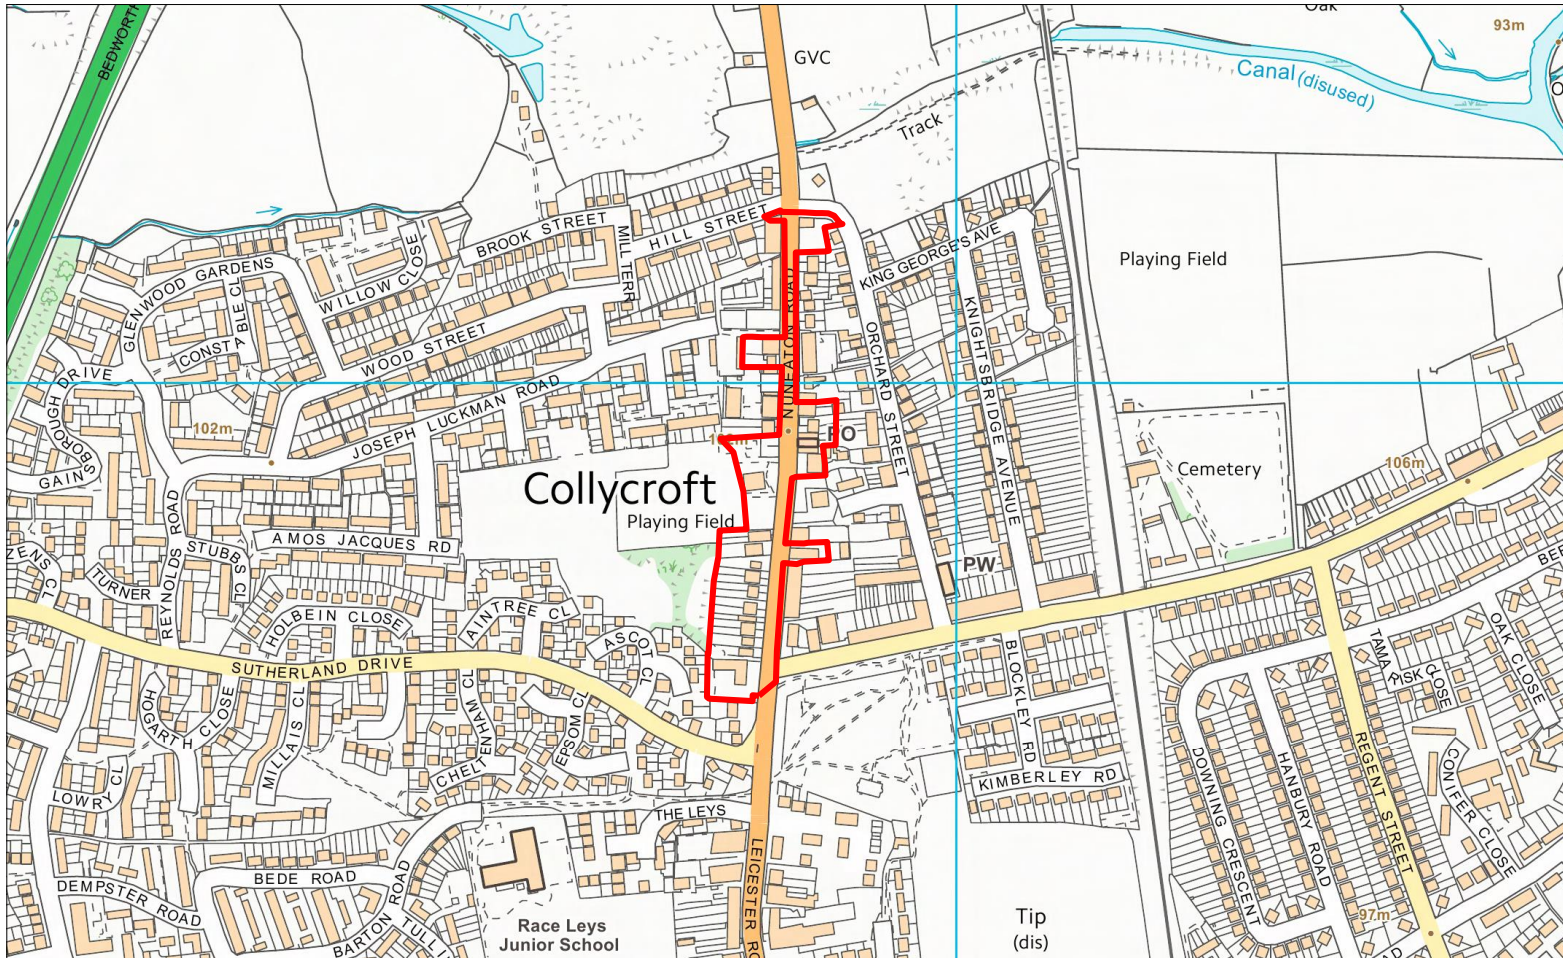 BEDWORTH
Oak
93m
GVC
Canal (disused)
Track
BROOK STREET
HILL STREET
MILL TERR
KING GEORGE'S AVE
Playing Field
GLENWOOD GARDENS
WILLOW CLOSE
CONSTABLE CL
NUNEATON ROAD
WOOD STREET
ORCHARD STREET
KNIGHTSBRIDGE AVENUE
GAINSBOROUGH DRIVE
JOSEPH LUCKMAN ROAD
102m
PO
Collycroft
Playing Field
Cemetery
106m
REYNOLDS ROAD
AMOS JACQUES RD
STUBBS CL
TURNER
ZENS CL
PW
HOLBEIN CLOSE
AINTREE CL
ASCOT CL
SUTHERLAND DRIVE
BLOCKLEY RD
TAMAR
CLOSE
OAK CLOSE
HOGARTH CLOSE
MILLAIS CL
CHELTENHAM CL
EPSOM CL
LOWRY CL
KIMBERLEY RD
THE LEYS
DOWNING CRESCENT
HANBURY ROAD
REGENT STREET
CONIFER CLOSE
LEICESTER RO
BEDE ROAD
DEMPSTER ROAD
BARTON ROAD
TULLI
Race Leys
Junior School
Tip
(dis)
97m